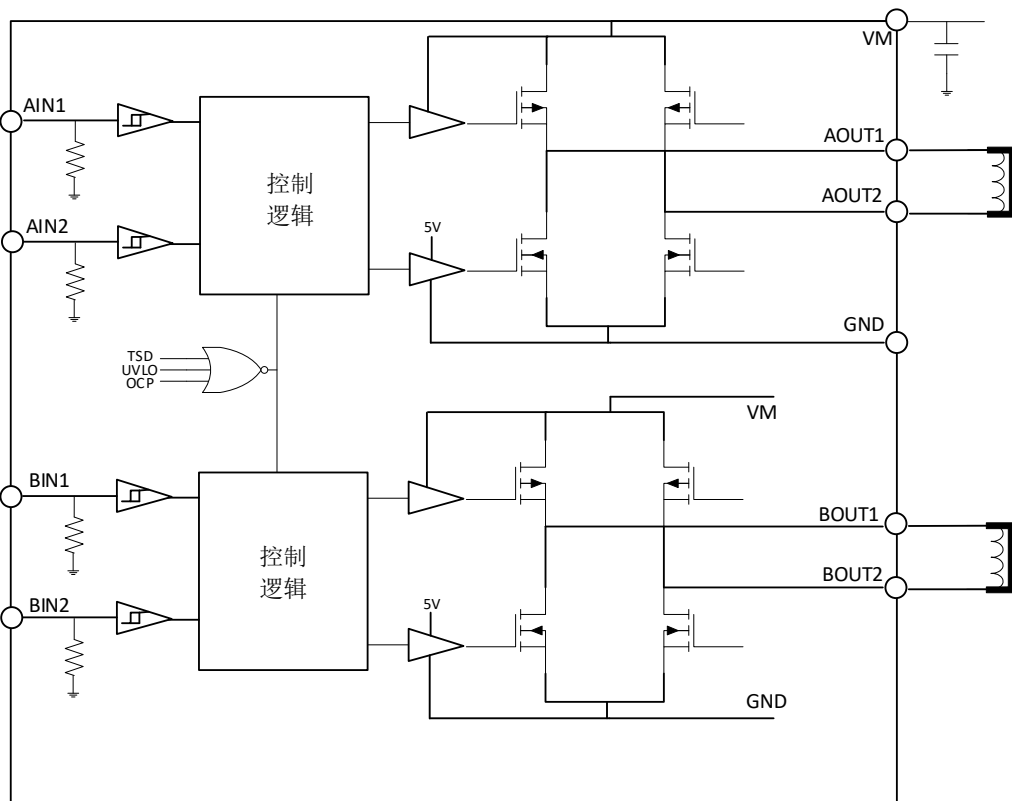 VM
AIN1
AOUT1
控制
逻辑
AIN2
AOUT2
5V
GND
TSD
UVLO
OCP
VM
BIN1
BOUT1
控制
逻辑
BOUT2
BIN2
5V
GND